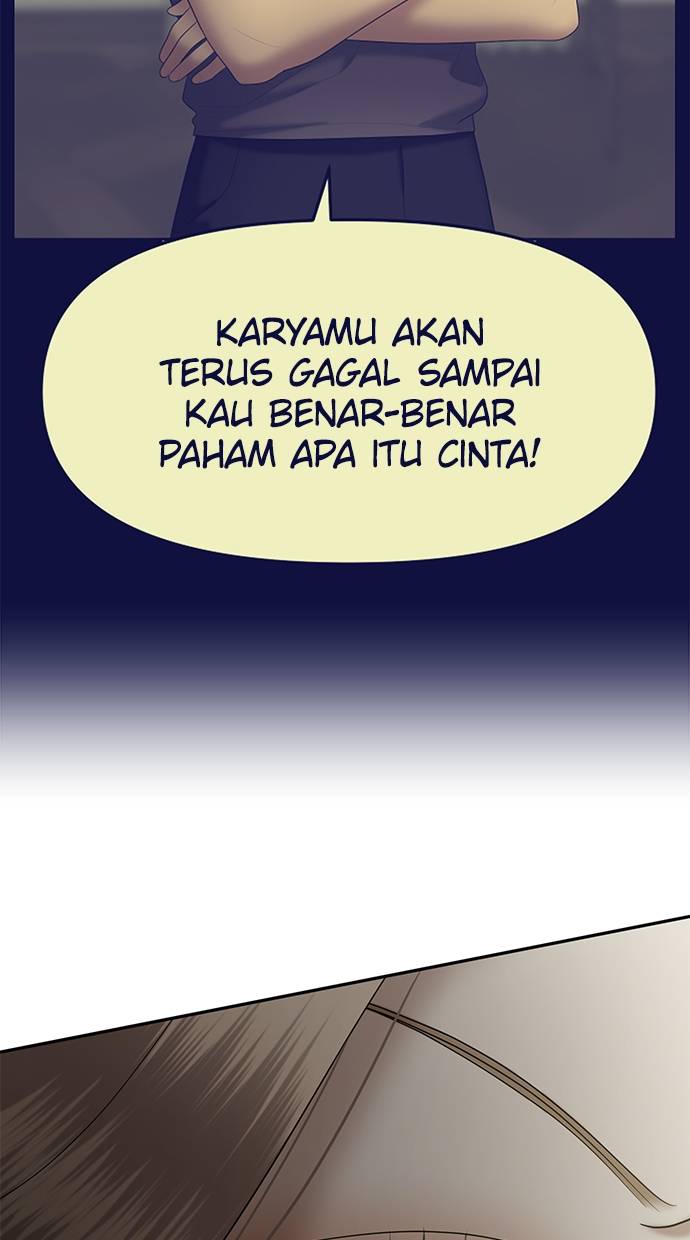 KARYAMU AKAN
TERUS GAGAL SAMPAI
KAU BENAR-BENAR
PAHAM APA ITU CINTA!